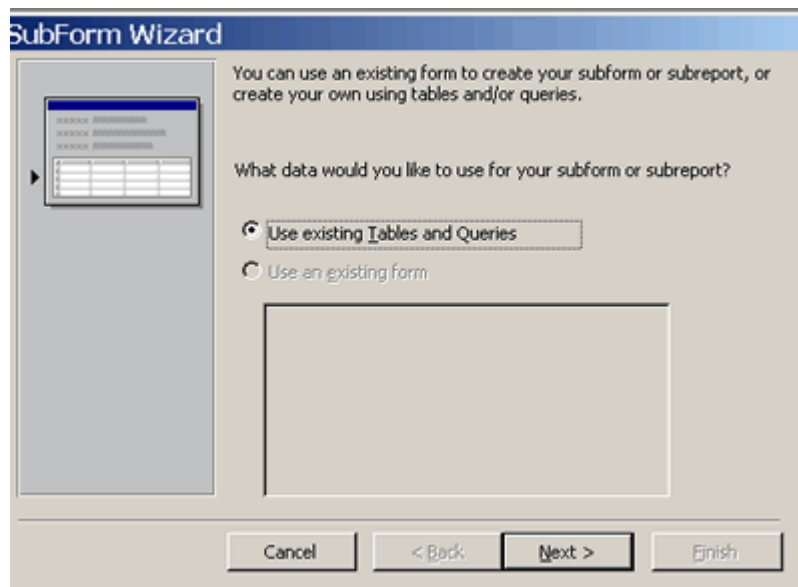 SubForm Wizard
You can use an existing form to create your subform or subreport, or
create your own using tables and/or queries.
What data would you like to use for your subform or subreport?
Use existing Tables and Queries
Use an existing form
Cancel
< Back
Next >
Finish